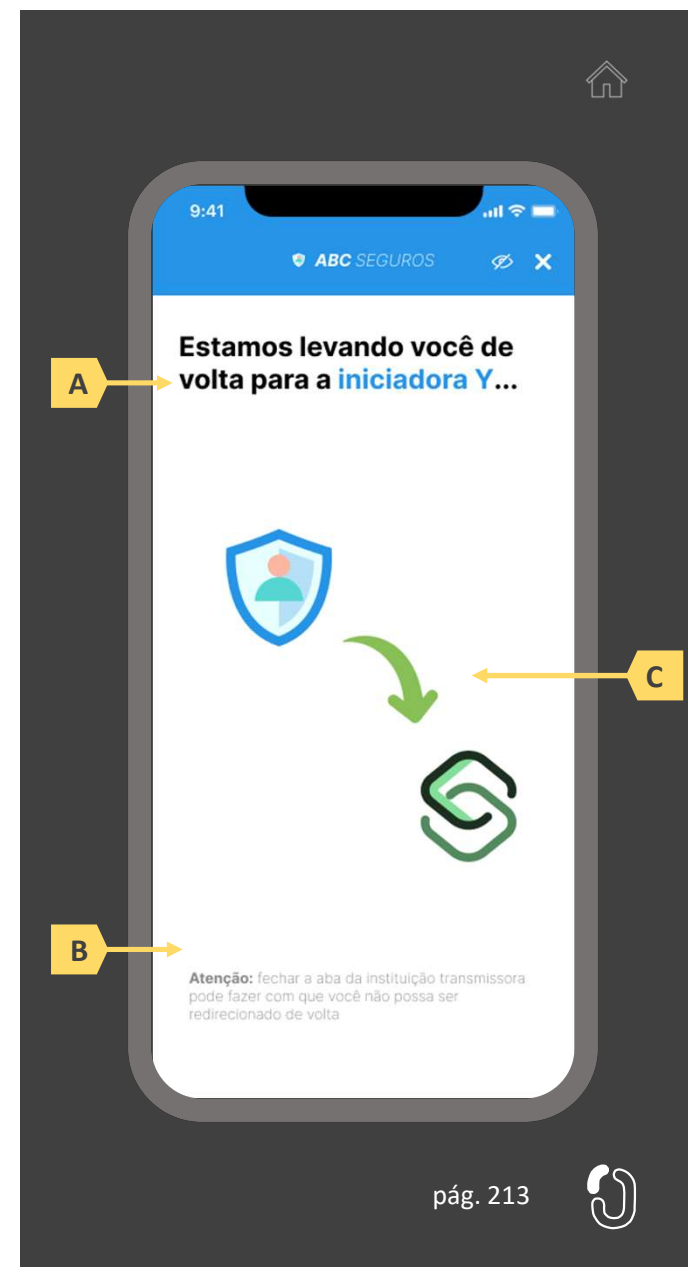 9:41
ABC SEGUROS
Estamos levando você de
volta para a iniciadora Y...
A
C
B
Atenção: fechar a aba da instituição transmissora
pode fazer com que você não possa ser
redirecionado de volta
pág. 213